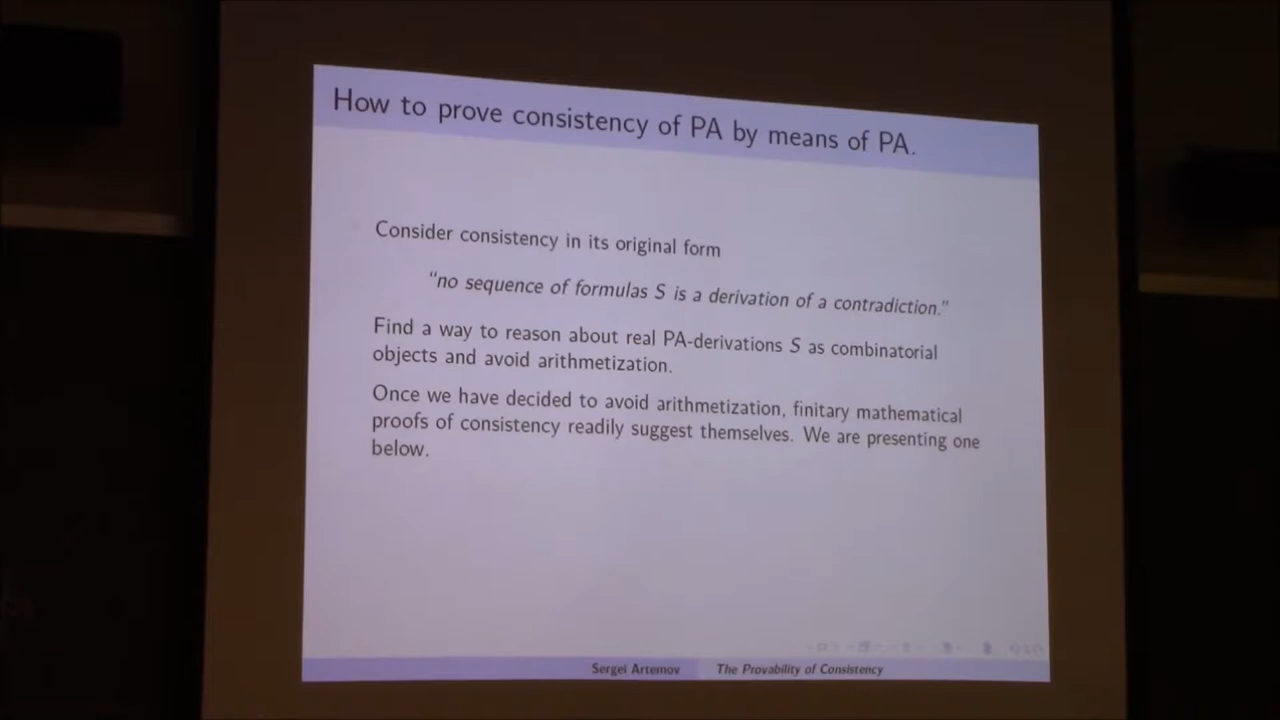 How to prove consistency of PA by means of PA.
Consider consistency in its original form
“no sequence of formulas S is a derivation of a contradiction.”
Find a way to reason about real PA-derivations S as combinatorial
objects and avoid arithmetization.
Once we have decided to avoid arithmetization, finitary mathematical
proofs of consistency readily suggest themselves. We are presenting one
below.
Sergei Artemov The Provability of Consistency